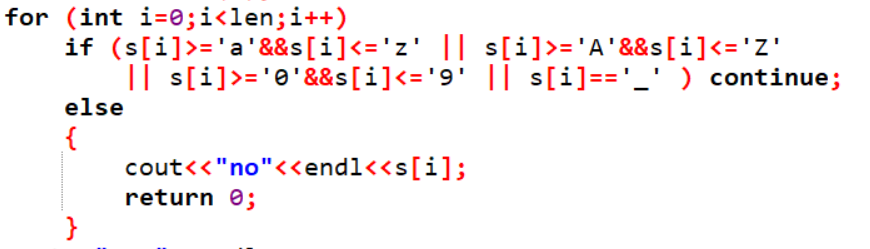 for (int i=0;i<len;i++)
if (s[i]>='a'&&s[i]<='z' || s[i]>='A'&&s[i]<='Z'
|| s[i]>='0'&&s[i]<='9' || s[i]=='_' ) continue;
else
{
cout<<"no"<<endl<<s[i];
return 0;
}